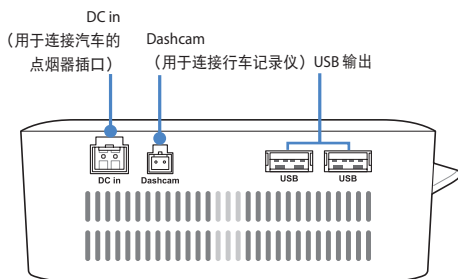 DC in
（用于连接汽车的
点烟器插口）
Dashcam
（用于连接行车记录仪）
USB 输出
DC in
Dashcam
USB
USB